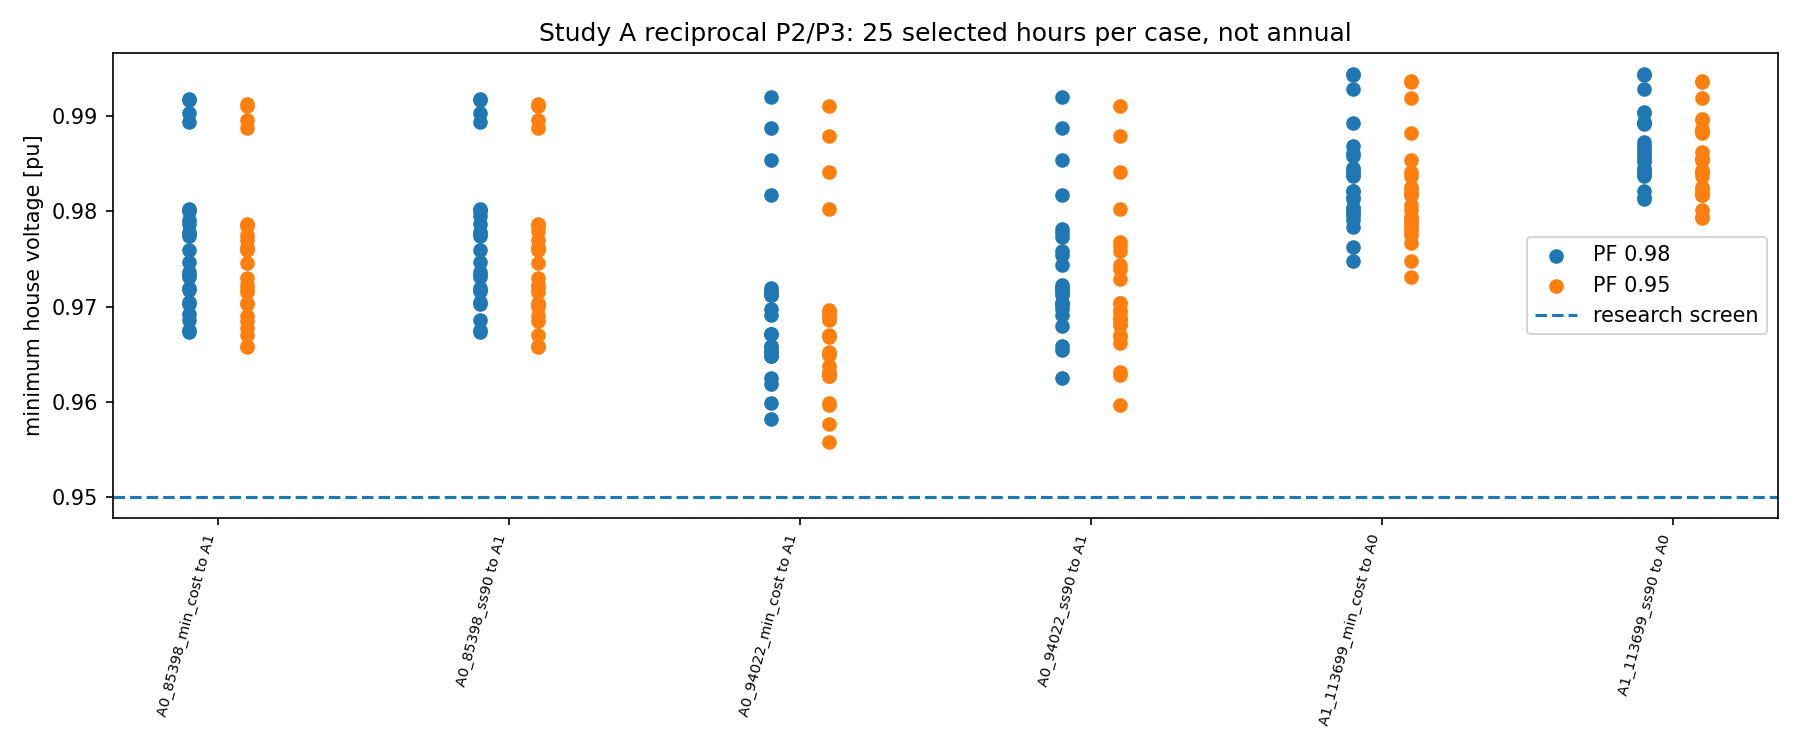 Study A reciprocal P2/P3: 25 selected hours per case, not annual
minimum house voltage [pu]
0.99
0.98
0.97
0.96
0.95
PF 0.98
PF 0.95
research screen
A0_85398_min_cost to A1
A0_85398_ss90 to A1
A0_94022_min_cost to A1
A0_94022_ss90 to A1
A1_113699_min_cost to A0
A1_113699_ss90 to A0